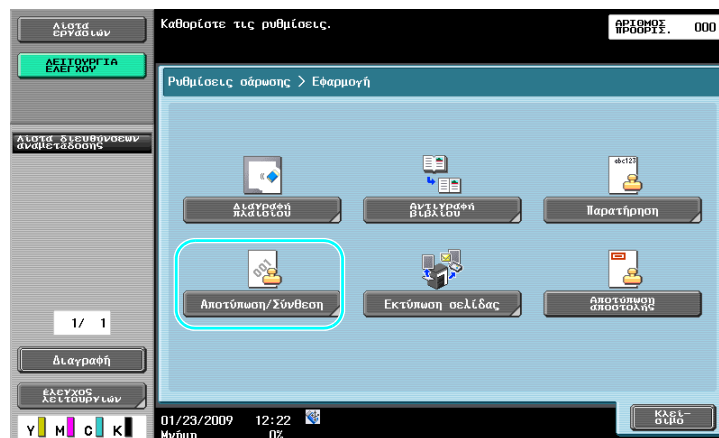 Λίστα
εργασιών
Καθορίστε τις ρυθμίσεις.
ΑΡΙΘΜΟΣ
ΠΡΟΟΡΙΣ. 000
ΛΕΙΤΟΥΡΓΙΑ
ΕΛΕΓΧΟΥ
Ρυθμίσεις σάρωσης > Εφαρμογή
Λίστα διευθύνσεων
αναμετάδοσης
abc123
Διαγραφή
πλαισίου
Αντιγραφή
βιβλίου
Παρατήρηση
001
Αποτύπωση/Σύνθεση
Εκτύπωση σελίδας
Αποτύπωση
αποστολής
1/ 1
Διαγραφή
έλεγχος
λειτουργιών
Κλεί-
σιμο
Y M C K
01/23/2009 12:22
Μνήμη 0%